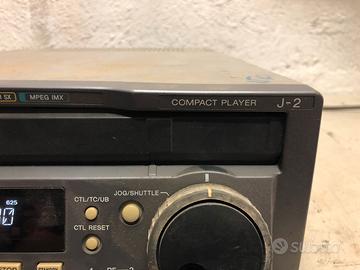 SX MPEG IMX
COMPACT PLAYER J-2
625
JOG/SHUTTLE
CTL/TC/UB
CTL RESET
subito